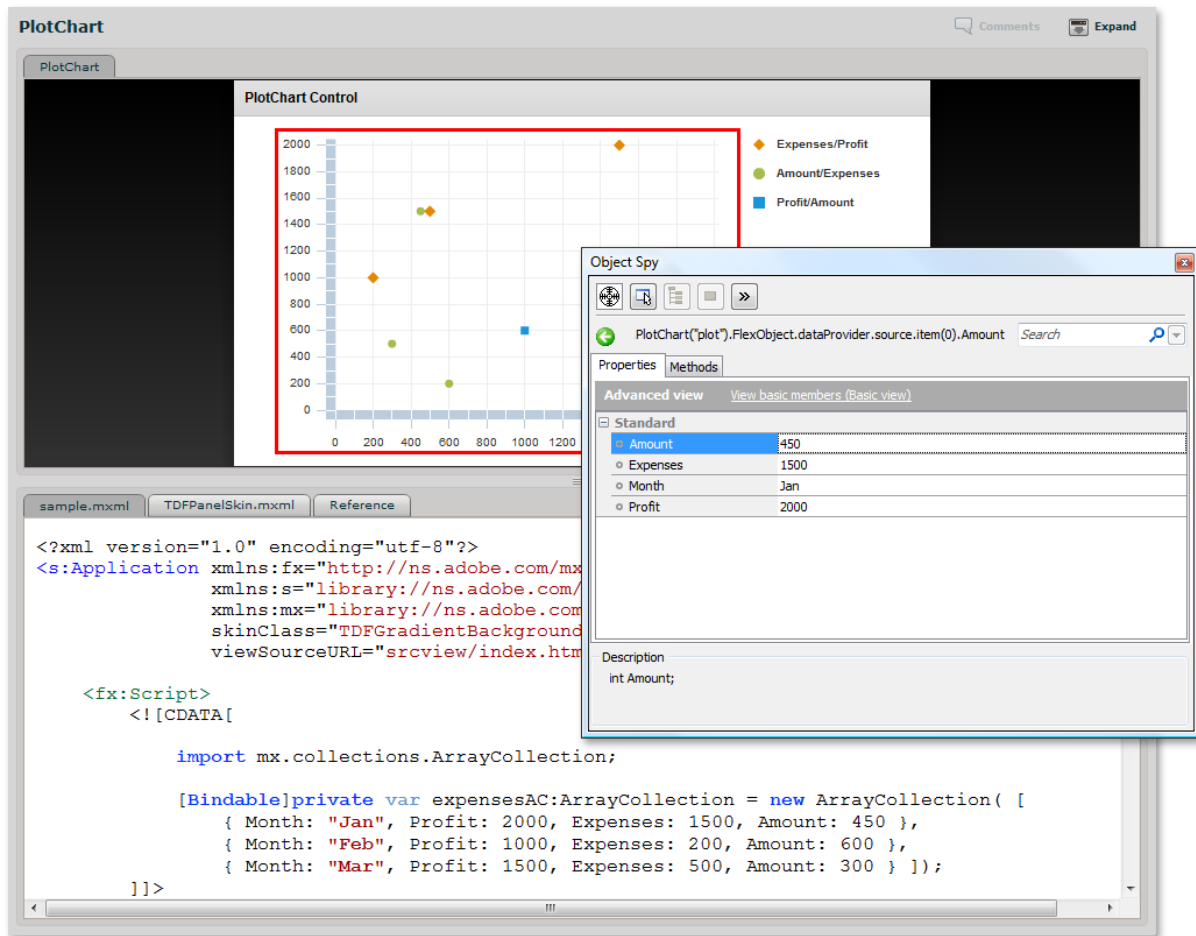 PlotChart
Comments
Expand
PlotChart
PlotChart Control
2000
1800
1600
1400
1200
1000
800
600
400
200
0
0 200 400 600 800 1000 1200
Expenses/Profit
Amount/Expenses
Profit/Amount
Object Spy
PlotChart("plot").FlexObject.dataProvider.source.item(0).Amount
Search
Properties Methods
Advanced view View basic members (Basic view)
Standard
Amount 450
Expenses 1500
Month Jan
Profit 2000
Description
int Amount;
sample.mxml TDFPanelSkin.mxml Reference
<?xml version="1.0" encoding="utf-8"?>
<s:Application xmlns:fx="http://ns.adobe.com/mx
xmlns:s="library://ns.adobe.com/
xmlns:mx="library://ns.adobe.com
skinClass="TDFGradientBackground
viewSourceURL="srcview/index.htm
<fx:Script>
<![CDATA[
import mx.collections.ArrayCollection;
[Bindable]private var expensesAC:ArrayCollection = new ArrayCollection( [
{ Month: "Jan", Profit: 2000, Expenses: 1500, Amount: 450 },
{ Month: "Feb", Profit: 1000, Expenses: 200, Amount: 600 },
{ Month: "Mar", Profit: 1500, Expenses: 500, Amount: 300 } ]);
]]>